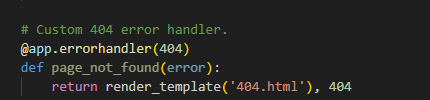 # Custom 404 error handler.
@app.errorhandler(404)
def page_not_found(error):
    return render_template('404.html'), 404